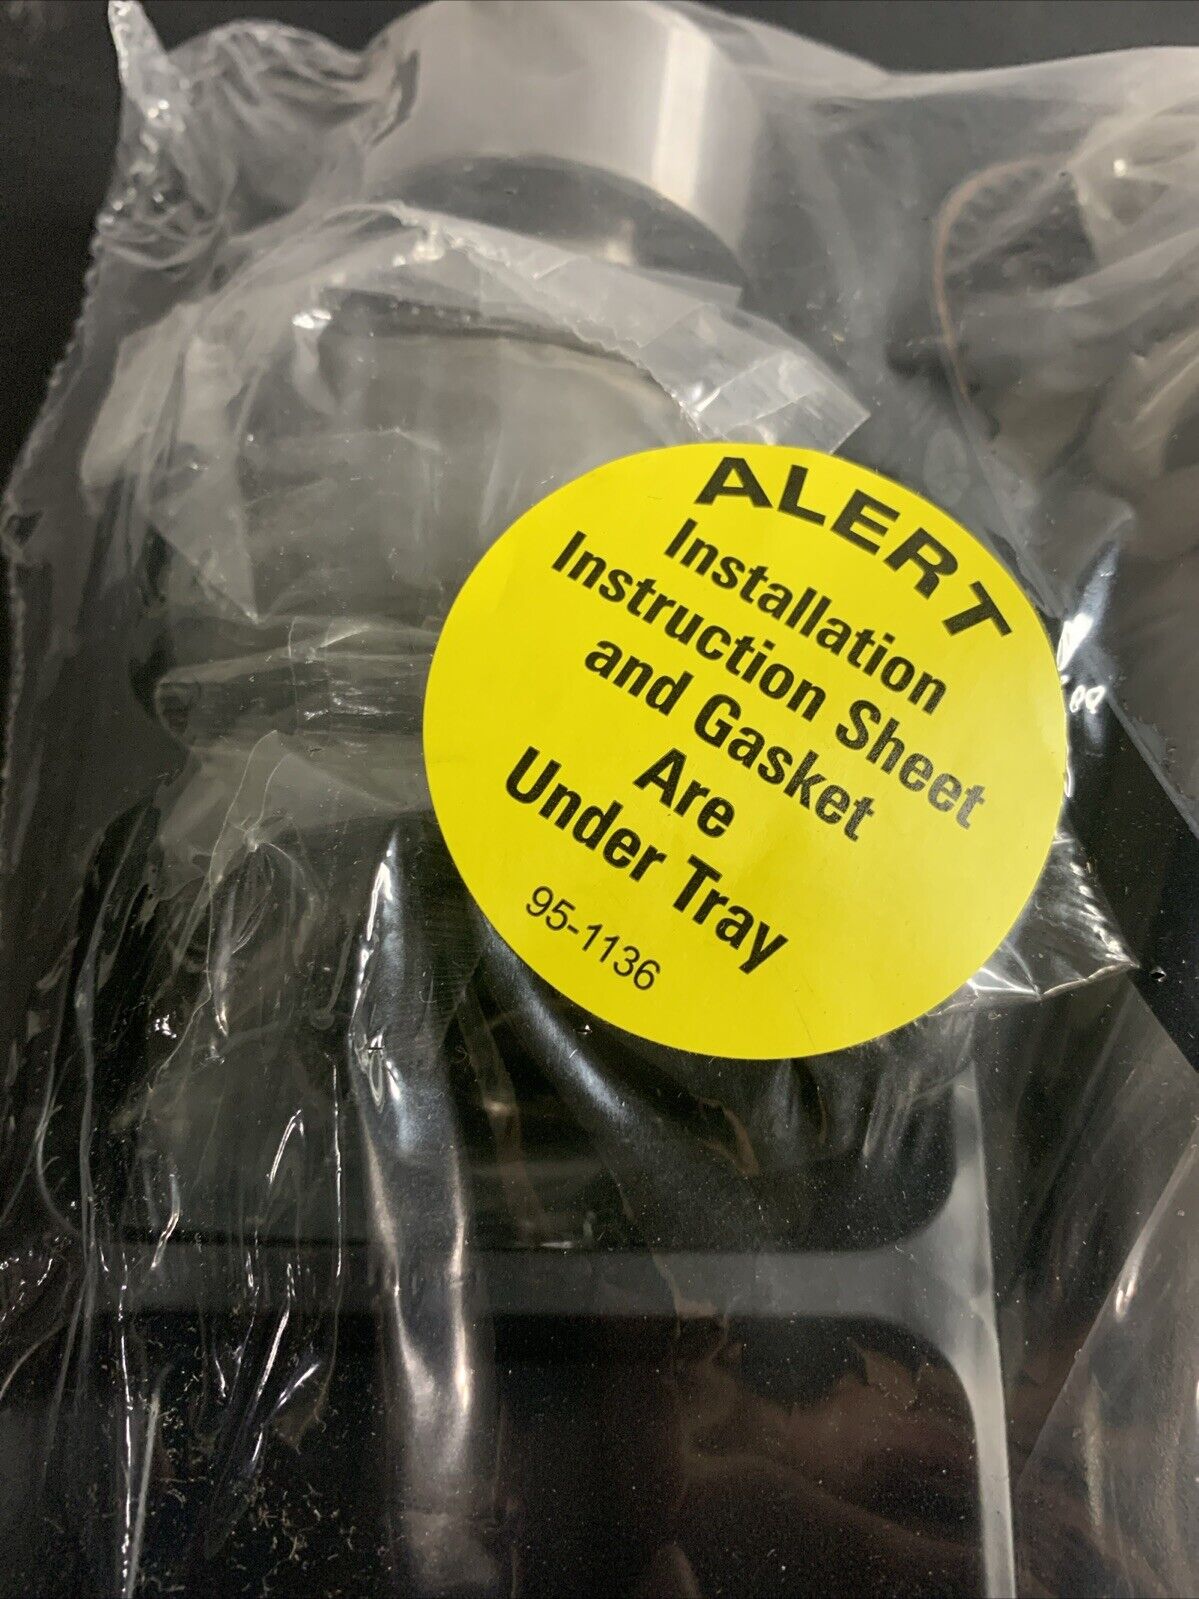 ALERT
Installation
Instruction Sheet
and Gasket
Are
Under Tray
95-1136